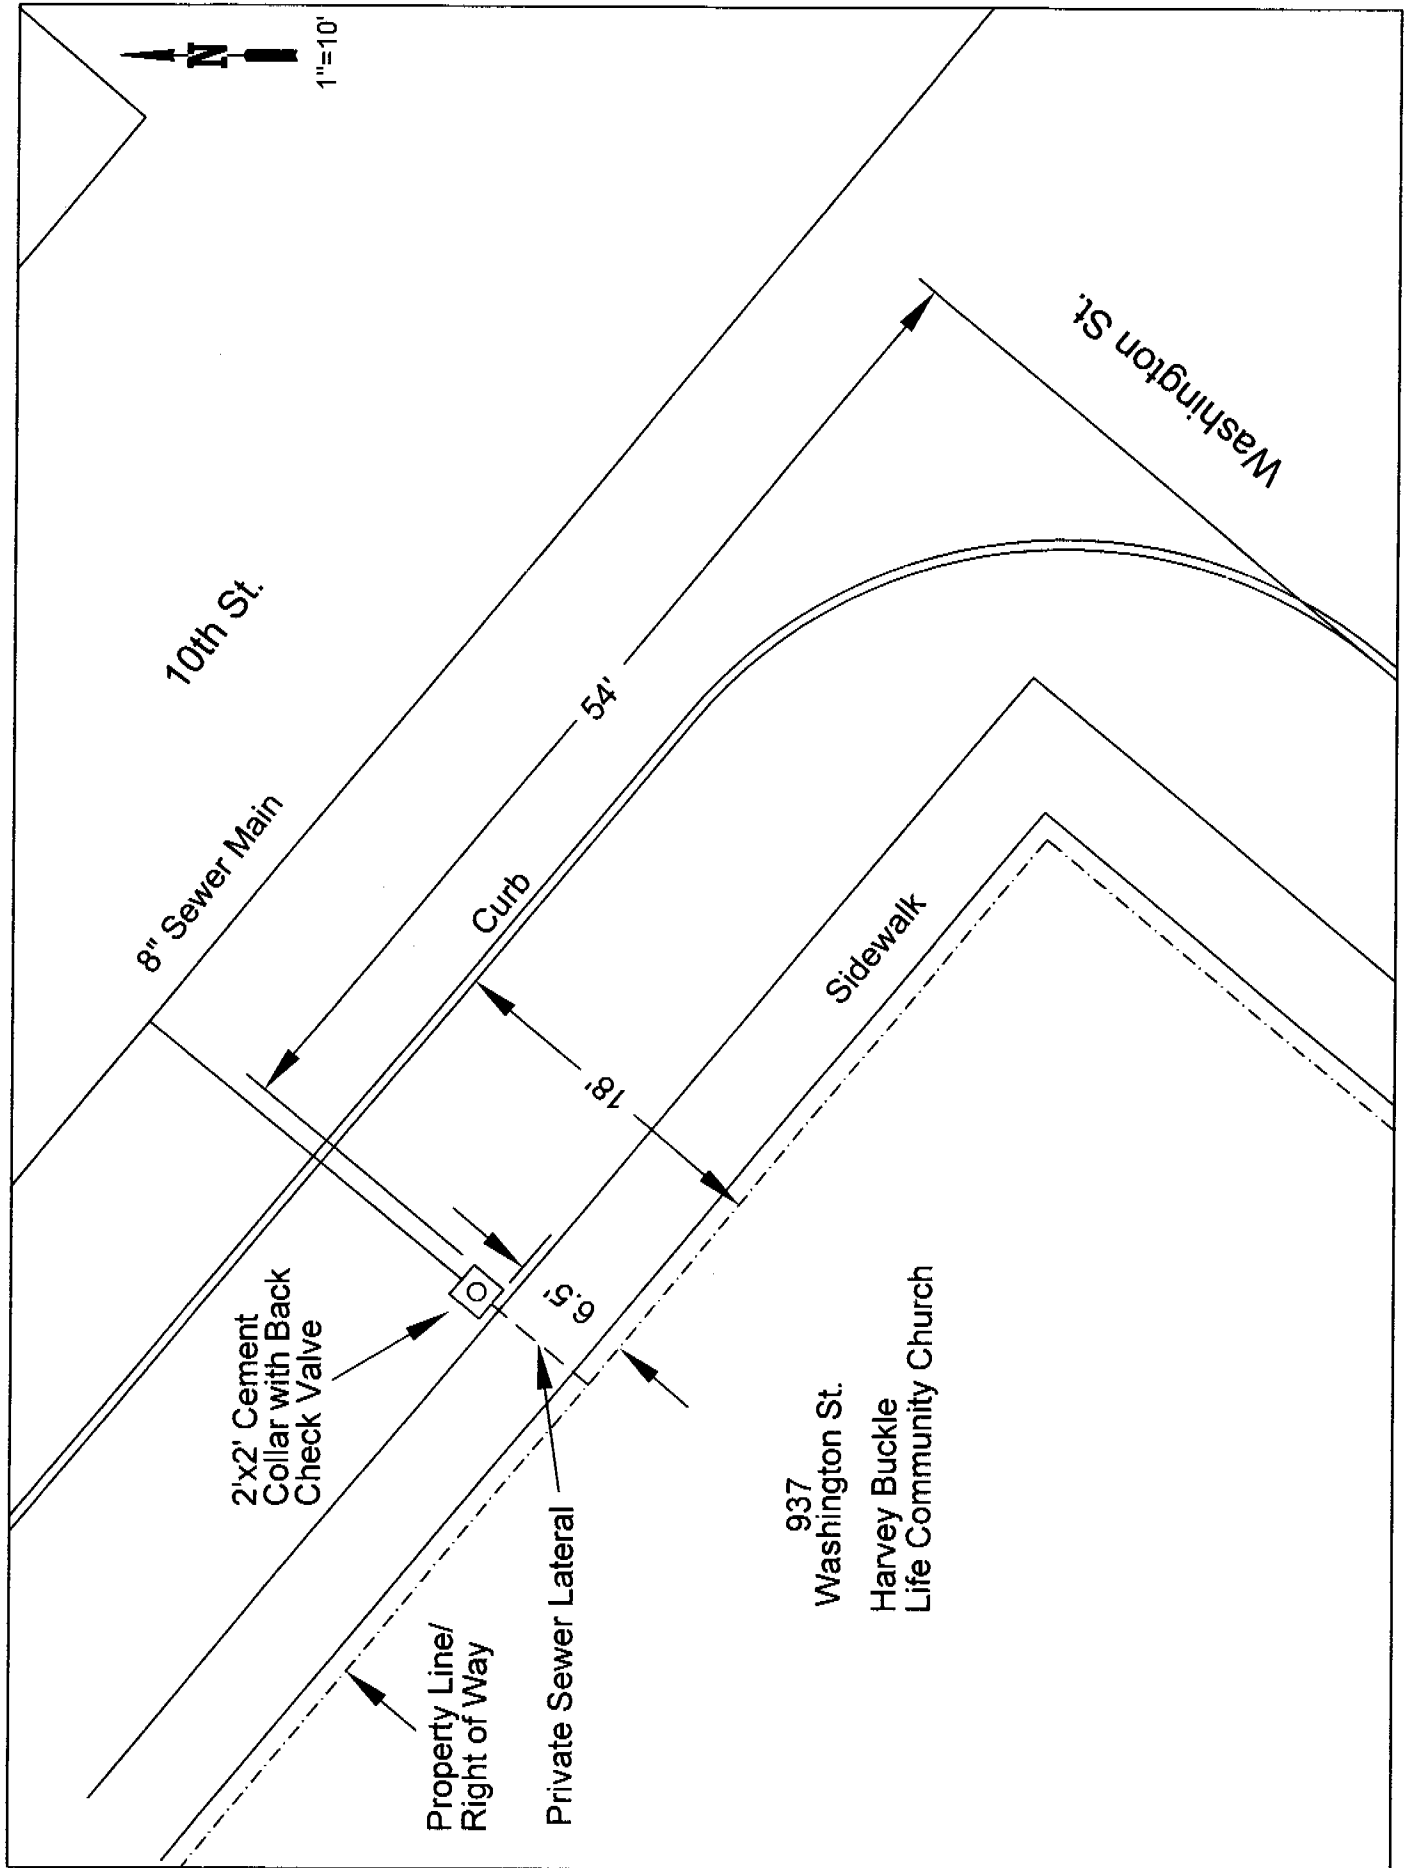 N
1"=10'
10th St.
Washington St.
8" Sewer Main
54'
Curb
18'
Sidewalk
6.5'
2'x2' Cement
Collar with Back
Check Valve
Property Line/
Right of Way
Private Sewer Lateral
937
Washington St.
Harvey Buckle
Life Community Church